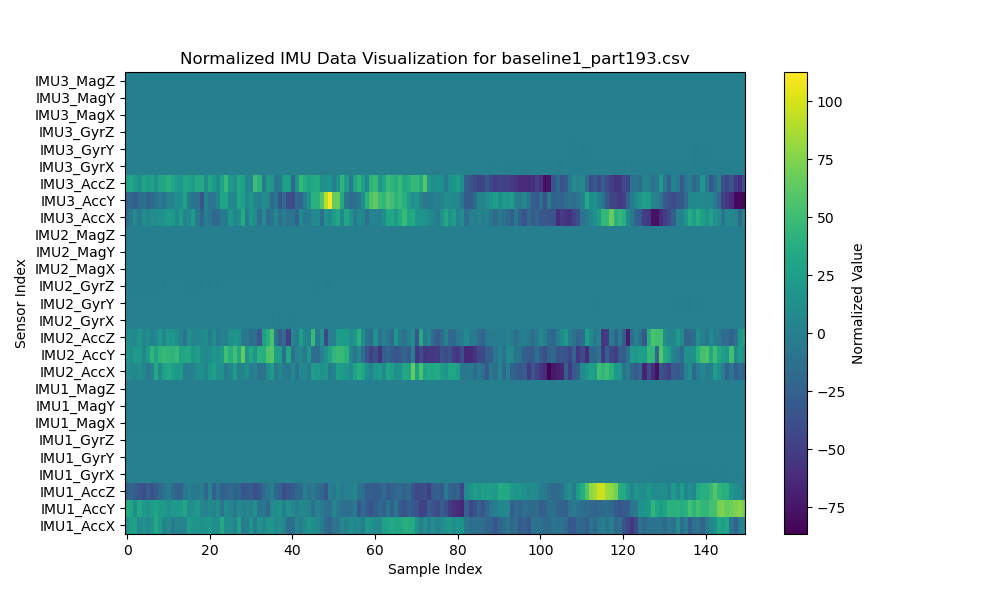 Normalized IMU Data Visualization for baseline1_part193.csv
IMU3_MagZ
IMU3_MagY
IMU3_MagX
IMU3_GyrZ
IMU3_GyrY
IMU3_GyrX
IMU3_AccZ
IMU3_AccY
IMU3_AccX
IMU2_MagZ
IMU2_MagY
IMU2_MagX
IMU2_GyrZ
IMU2_GyrY
IMU2_GyrX
IMU2_AccZ
IMU2_AccY
IMU2_AccX
IMU1_MagZ
IMU1_MagY
IMU1_MagX
IMU1_GyrZ
IMU1_GyrY
IMU1_GyrX
IMU1_AccZ
IMU1_AccY
IMU1_AccX
Sensor Index
0 20 40 60 80 100 120 140
Sample Index
100
75
50
25
0
−25
−50
−75
Normalized Value